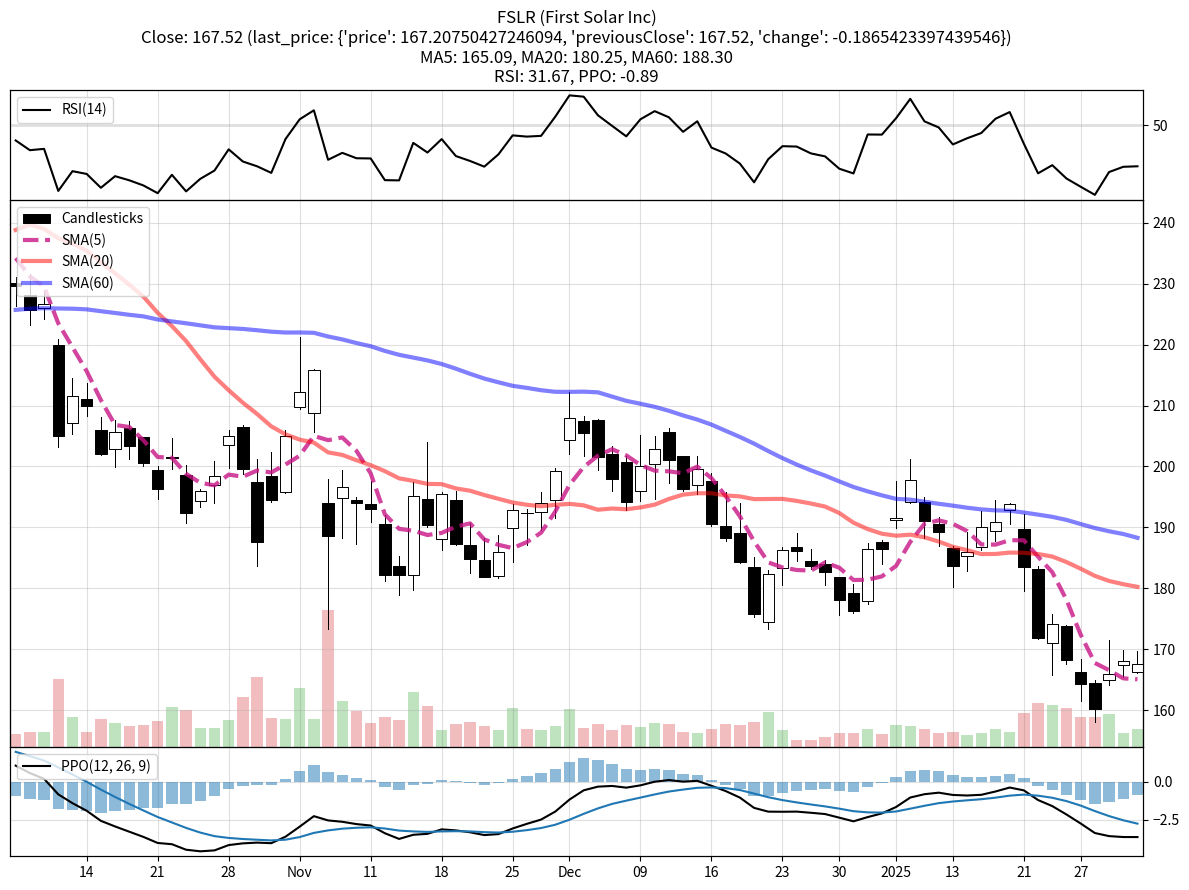 FSLR (First Solar Inc)
Close: 167.52 (last_price: {'price': 167.20750427246094, 'previousClose': 167.52, 'change': -0.1865423397439546})
MA5: 165.09, MA20: 180.25, MA60: 188.30
RSI: 31.67, PPO: -0.89
RSI(14)
50
Candlesticks
SMA(5)
SMA(20)
SMA(60)
240
230
220
210
200
190
180
170
160
PPO(12, 26, 9)
0.0
−2.5
14 21 28 Nov 11 18 25 Dec 09 16 23 30 2025 13 21 27